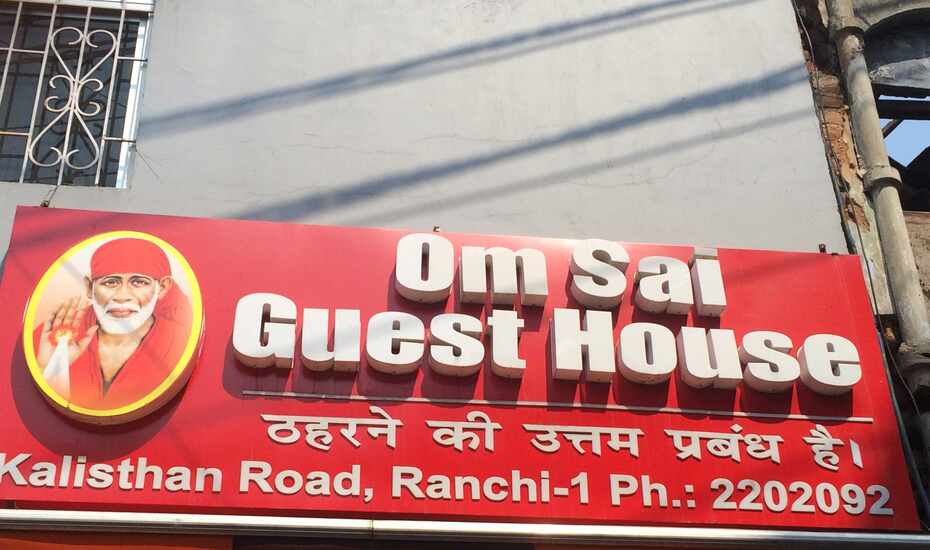 Om Sai
Guest House
ठहरने की उत्तम प्रबंध है।
Kalisthan Road, Ranchi-1 Ph.: 2202092